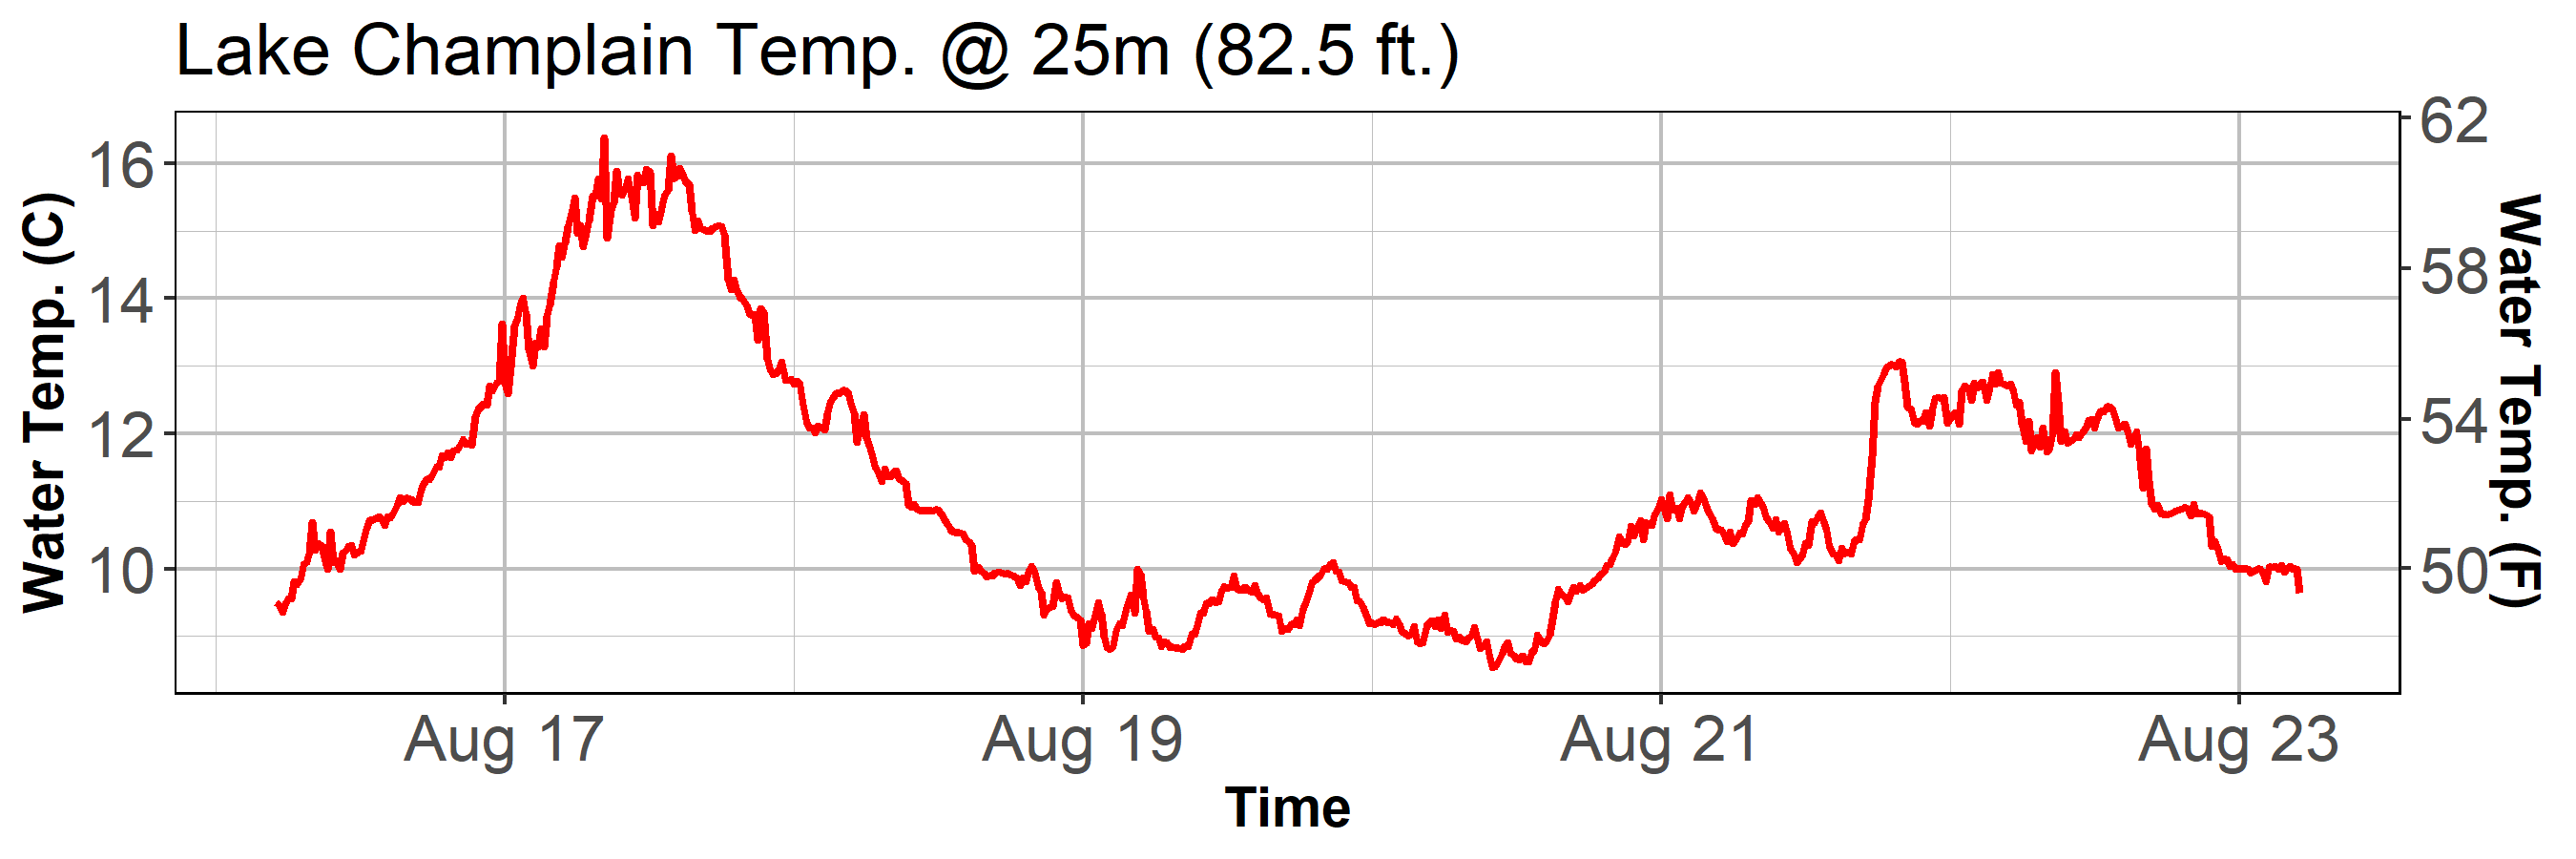 Lake Champlain Temp. @ 25m (82.5 ft.)
Water Temp. (C)
16
14
12
10
62
58
54
50
Water Temp. (F)
Aug 17 Aug 19 Aug 21 Aug 23
Time